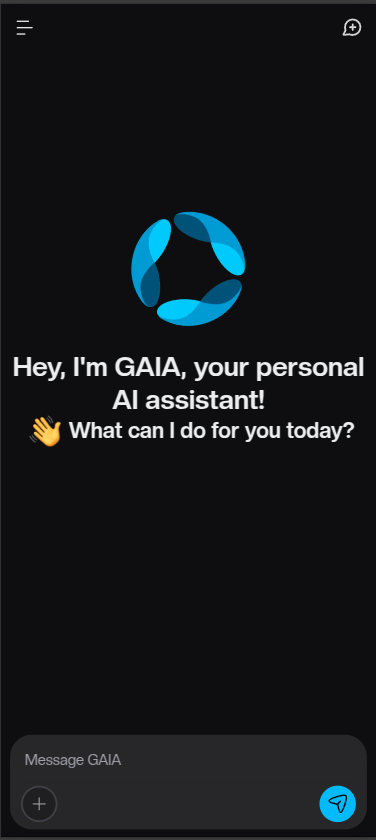 Hey, I'm GAIA, your personal
AI assistant!
👋 What can I do for you today?
Message GAIA